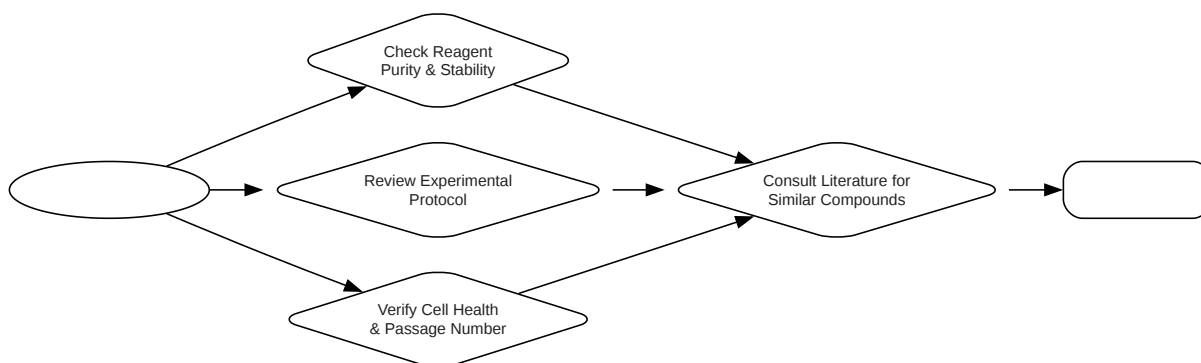 Check Reagent
Purity & Stability
Review Experimental
Protocol
Consult Literature for
Similar Compounds
Verify Cell Health
& Passage Number